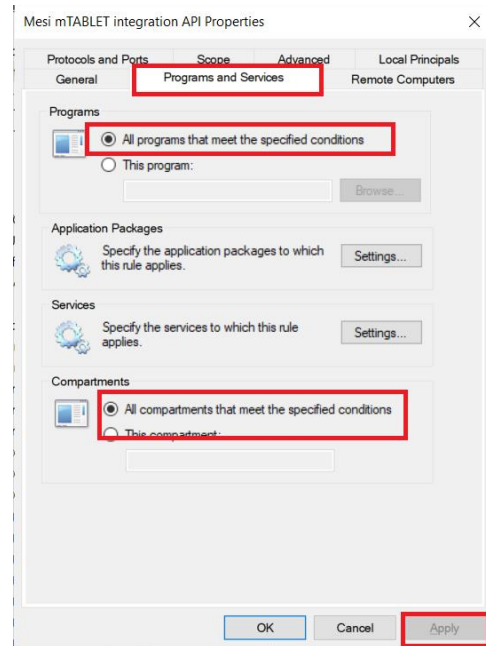 Mesi mTABLET integration API Properties
Protocols and Ports Scope Advanced Local Principals
General Programs and Services Remote Computers
Programs
All programs that meet the specified conditions
This program:
Browse...
Application Packages
Specify the application packages to which
this rule applies.
Settings...
Services
Specify the services to which this rule
applies.
Settings...
Compartments
All compartments that meet the specified conditions
This compartment:
OK Cancel Apply